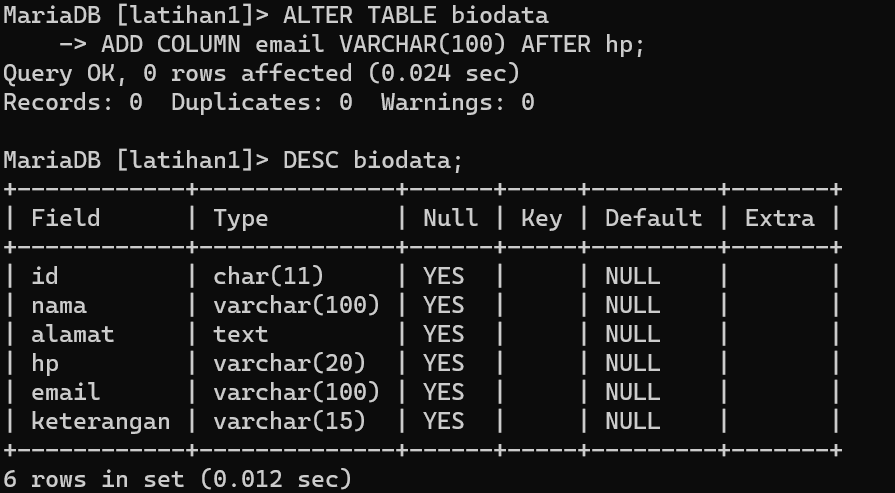 MariaDB [latihan1]> ALTER TABLE biodata
    -> ADD COLUMN email VARCHAR(100) AFTER hp;
Query OK, 0 rows affected (0.024 sec)
Records: 0  Duplicates: 0  Warnings: 0

MariaDB [latihan1]> DESC biodata;
+------------+--------------+------+-----+---------+-------+
| Field      | Type         | Null | Key | Default | Extra |
+------------+--------------+------+-----+---------+-------+
| id         | char(11)     | YES  |     | NULL    |       |
| nama       | varchar(100) | YES  |     | NULL    |       |
| alamat     | text         | YES  |     | NULL    |       |
| hp         | varchar(20)  | YES  |     | NULL    |       |
| email      | varchar(100) | YES  |     | NULL    |       |
| keterangan | varchar(15)  | YES  |     | NULL    |       |
+------------+--------------+------+-----+---------+-------+
6 rows in set (0.012 sec)